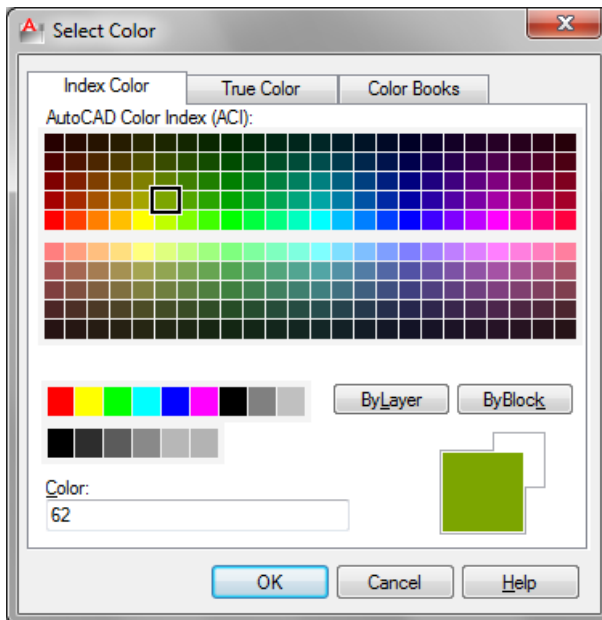 Select Color
Index Color True Color Color Books
AutoCAD Color Index (ACI):
ByLayer ByBlock
Color:
62
OK Cancel Help